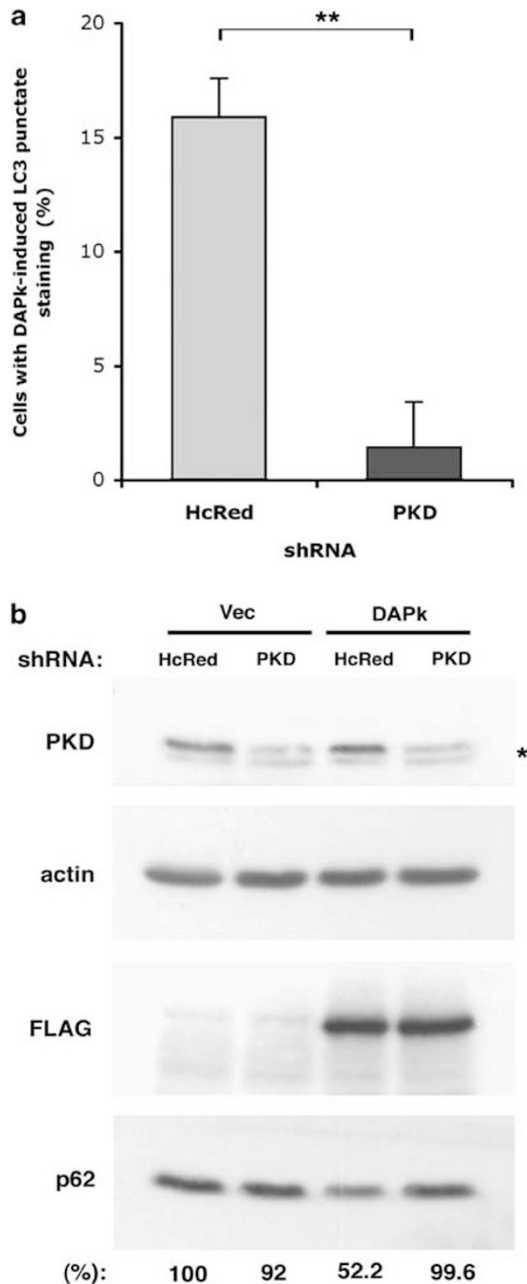 a
20
15
10
5
0
**
Cells with DAPk-induced LC3 punctate
staining (%)
HcRed PKD
shRNA
b
Vec DAPk
shRNA: HcRed PKD HcRed PKD
PKD *
actin
FLAG
p62
(%): 100 92 52.2 99.6